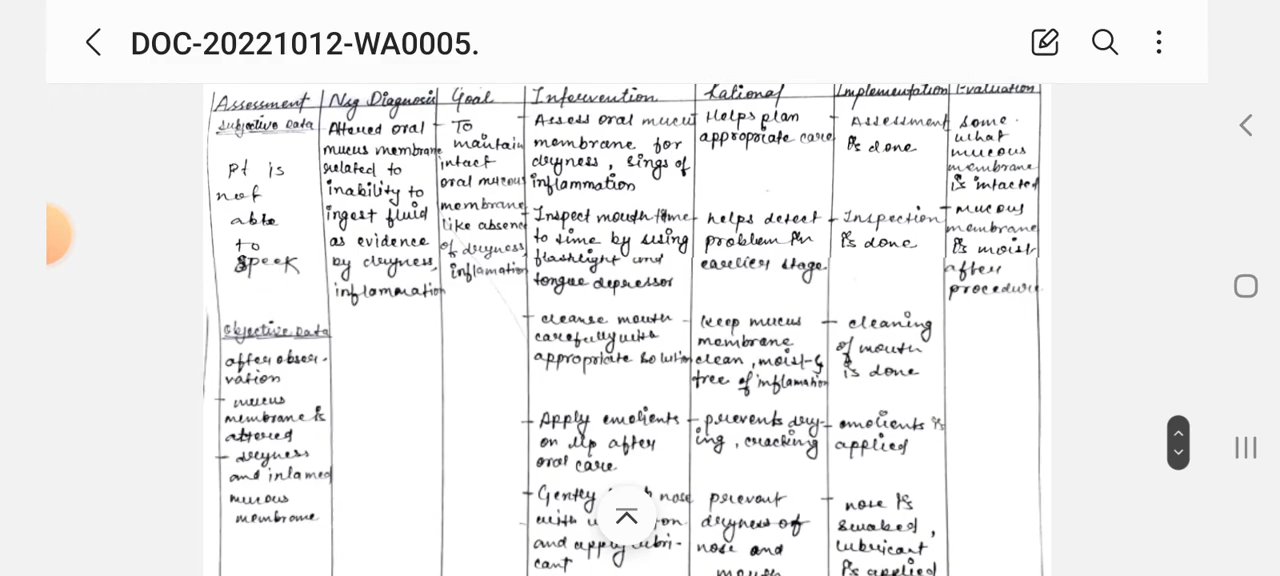 DOC-20221012-WA0005.
Assessment
Subjective Data
Pt is
not
able
to
speek
Objective Data
after obser-
vation
- mucus
membrane is
altered
- dryness
and inlamed
mucous
membrane
Nsg Diagnosis
Altered oral
mucus membrane
related to
inability to
ingest fluid
as evidence
by dryness,
inflammation
Goal
- To
maintain
intact
oral mucous
membrane
like absence
of dryness,
inflamation
Intervention
- Assess oral mucu
membrane for
dryness, sings of
inflammation
- Inspect mouth time
to time by using
flashlight and
tongue depressor
- cleanse mouth
carefully with
appropriate solution
- Apply emolients
on lip after
oral care
- Gently nose
with
and apply lubri-
cant
Rational
- Helps plan
appropriate care
- helps detect
problem in
earlier stage
- keep mucus
membrane
clean, moist &
free of inflamation
- prevents dry-
ing, cracking
prevent
dryness of
nose and
mouth
Implementation
- Assessment
is done
- Inspection
is done
- cleaning
of mouth
is done
- emolients is
applied
- nose is
swabed,
lubricant
is applied
Evaluation
- some
what
mucous
membrane
is intacted
- mucous
membrane
is moist
after
procedure